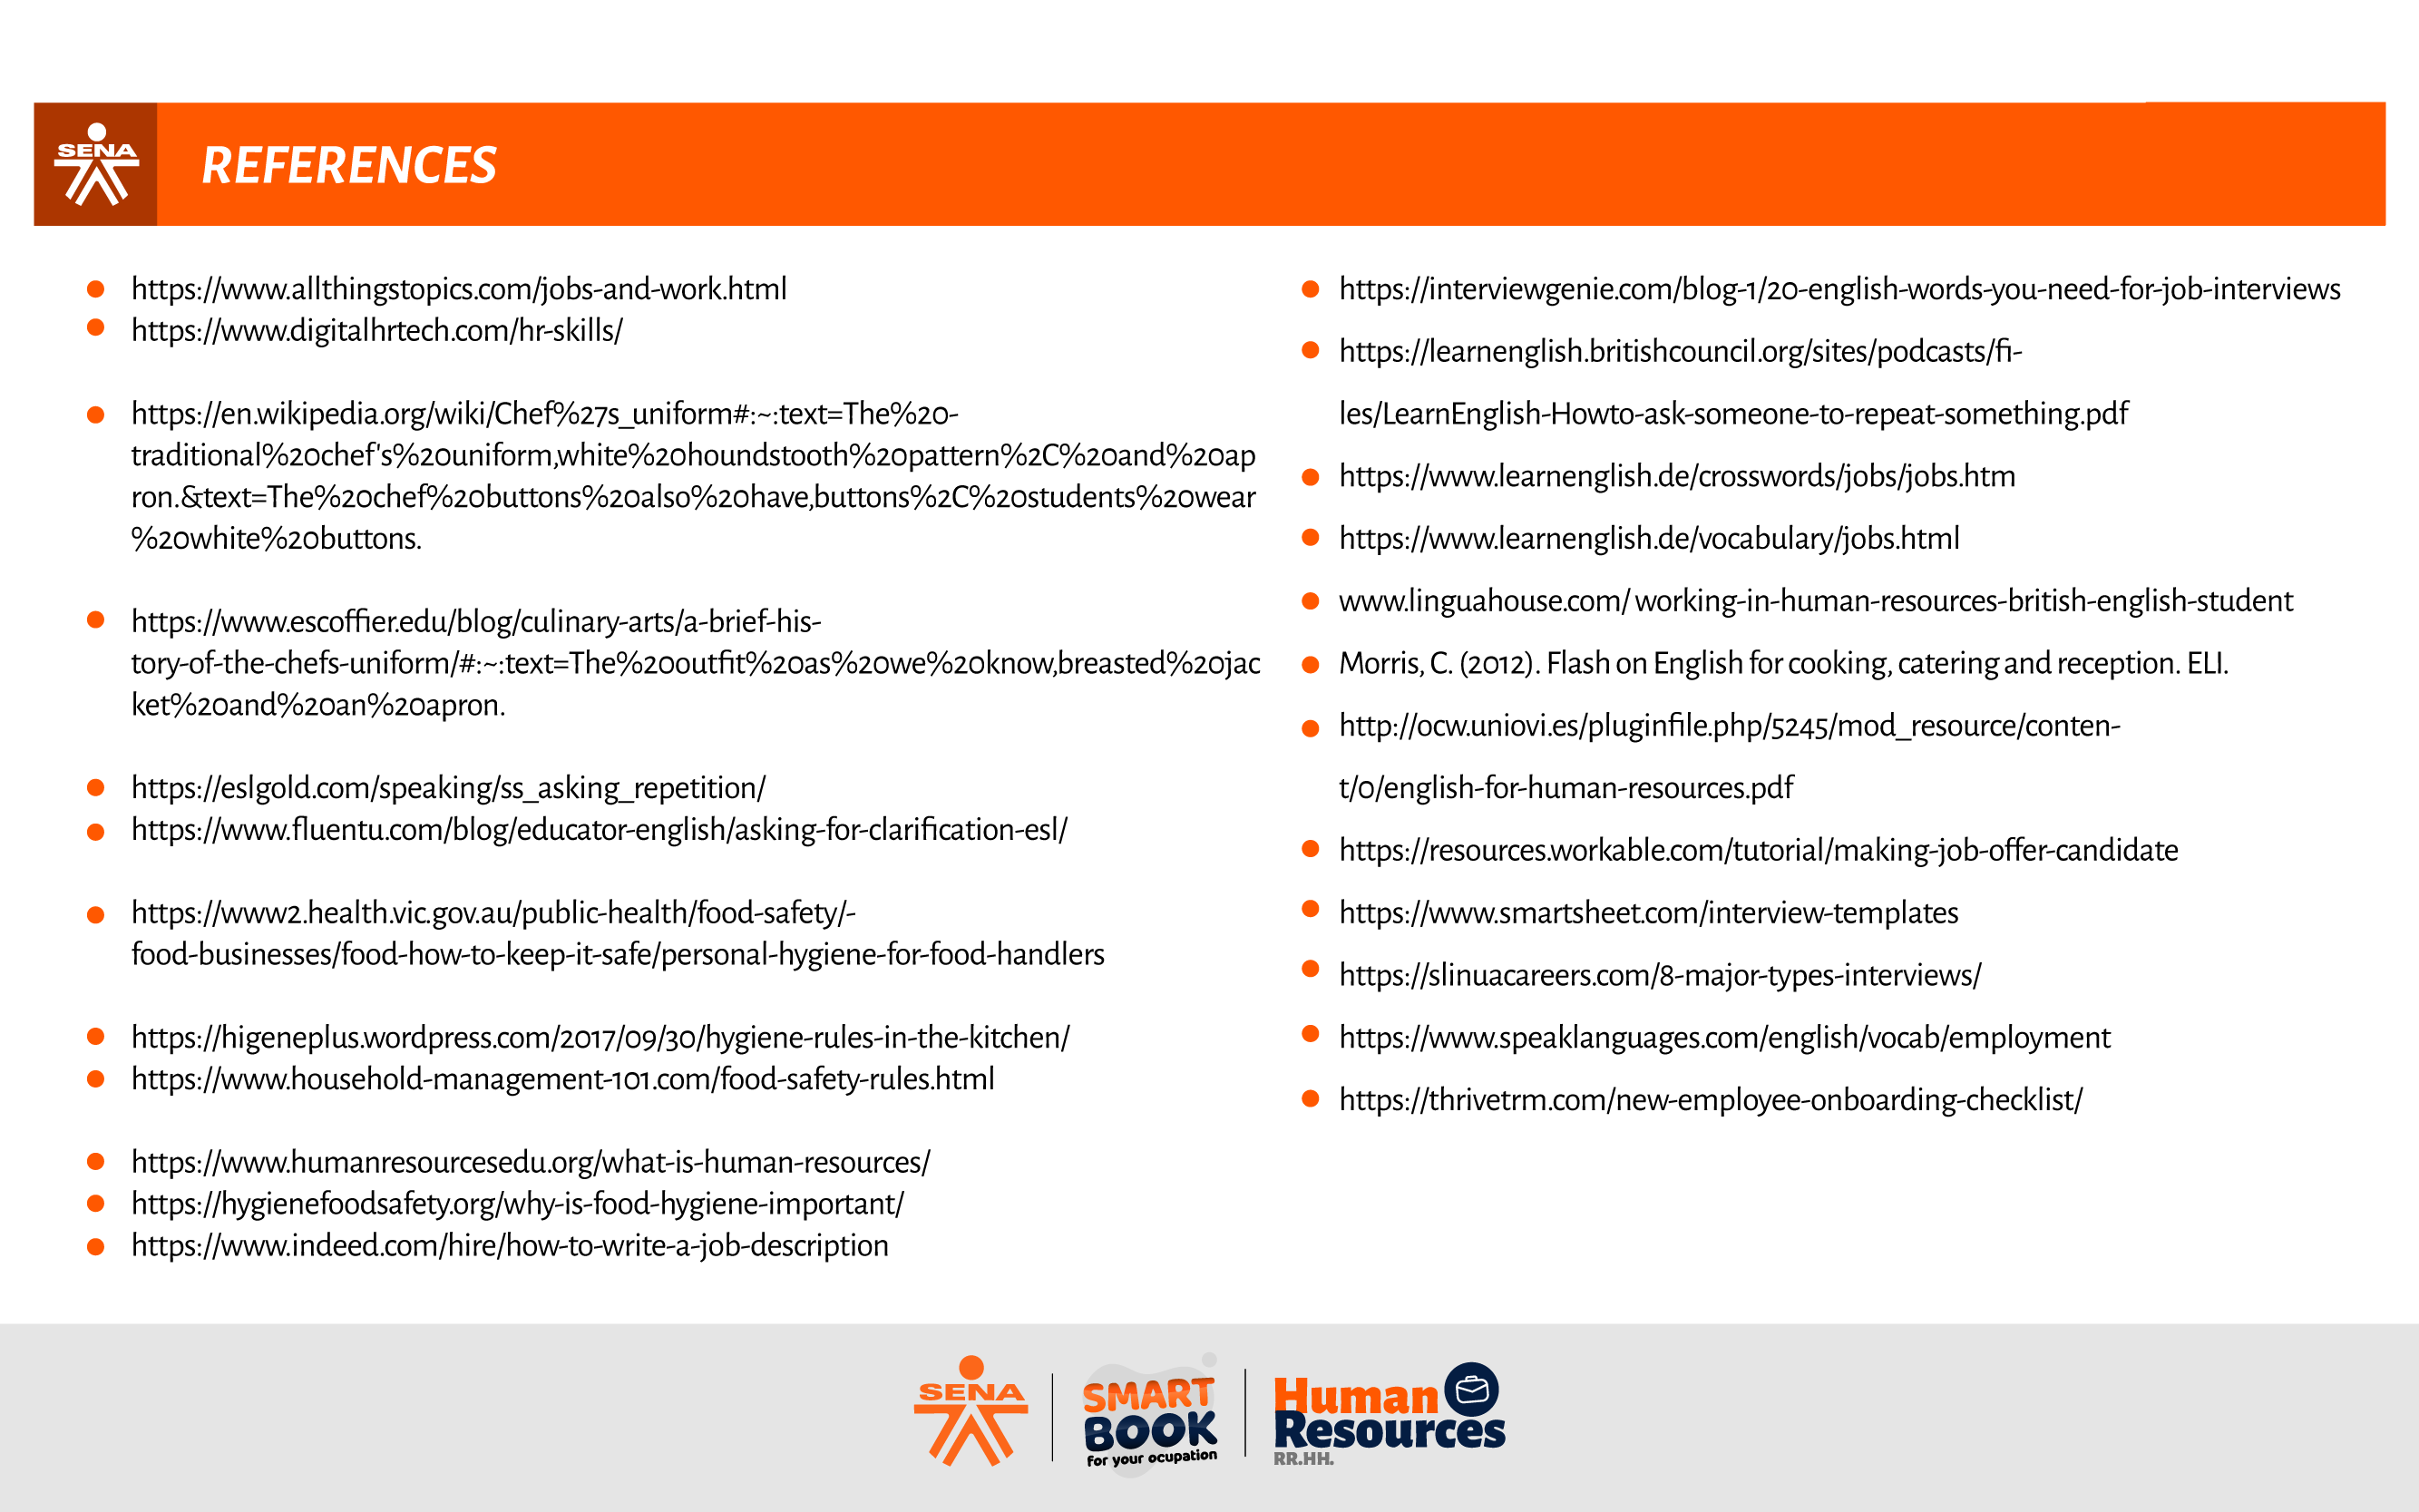 SENA
REFERENCES
https://www.allthingstopics.com/jobs-and-work.html
https://www.digitalhrtech.com/hr-skills/
https://en.wikipedia.org/wiki/Chef%27s_uniform#:~:text=The%20-
traditional%20chef's%20uniform,white%20houndstooth%20pattern%2C%20and%20ap
ron.&text=The%20chef%20buttons%20also%20have,buttons%2C%20students%20wear
%20white%20buttons.
https://www.escoffier.edu/blog/culinary-arts/a-brief-his-
tory-of-the-chefs-uniform/#:~:text=The%20outfit%20as%20we%20know,breasted%20jac
ket%20and%20an%20apron.
https://eslgold.com/speaking/ss_asking_repetition/
https://www.fluentu.com/blog/educator-english/asking-for-clarification-esl/
https://www2.health.vic.gov.au/public-health/food-safety/-
food-businesses/food-how-to-keep-it-safe/personal-hygiene-for-food-handlers
https://higeneplus.wordpress.com/2017/09/30/hygiene-rules-in-the-kitchen/
https://www.household-management-101.com/food-safety-rules.html
https://www.humanresourcesedu.org/what-is-human-resources/
https://hygienefoodsafety.org/why-is-food-hygiene-important/
https://www.indeed.com/hire/how-to-write-a-job-description
https://interviewgenie.com/blog-1/20-english-words-you-need-for-job-interviews
https://learnenglish.britishcouncil.org/sites/podcasts/fi-
les/LearnEnglish-Howto-ask-someone-to-repeat-something.pdf
https://www.learnenglish.de/crosswords/jobs/jobs.htm
https://www.learnenglish.de/vocabulary/jobs.html
www.linguahouse.com/ working-in-human-resources-british-english-student
Morris, C. (2012). Flash on English for cooking, catering and reception. ELI.
http://ocw.uniovi.es/pluginfile.php/5245/mod_resource/conten-
t/0/english-for-human-resources.pdf
https://resources.workable.com/tutorial/making-job-offer-candidate
https://www.smartsheet.com/interview-templates
https://slinuacareers.com/8-major-types-interviews/
https://www.speaklanguages.com/english/vocab/employment
https://thrivetrm.com/new-employee-onboarding-checklist/
SENA
SMART
BOOK
for your ocupation
Human
Resources
RR.HH.